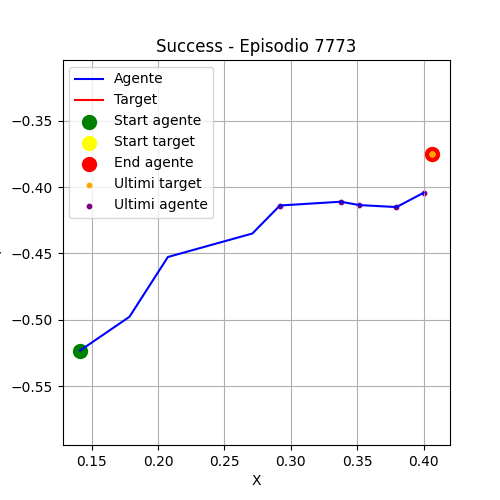 Success - Episodio 7773
Agente
Target
Start agente
Start target
End agente
Ultimi target
Ultimi agente
−0.35
−0.40
−0.45
−0.50
−0.55
0.15
0.20
0.25
0.30
0.35
0.40
X